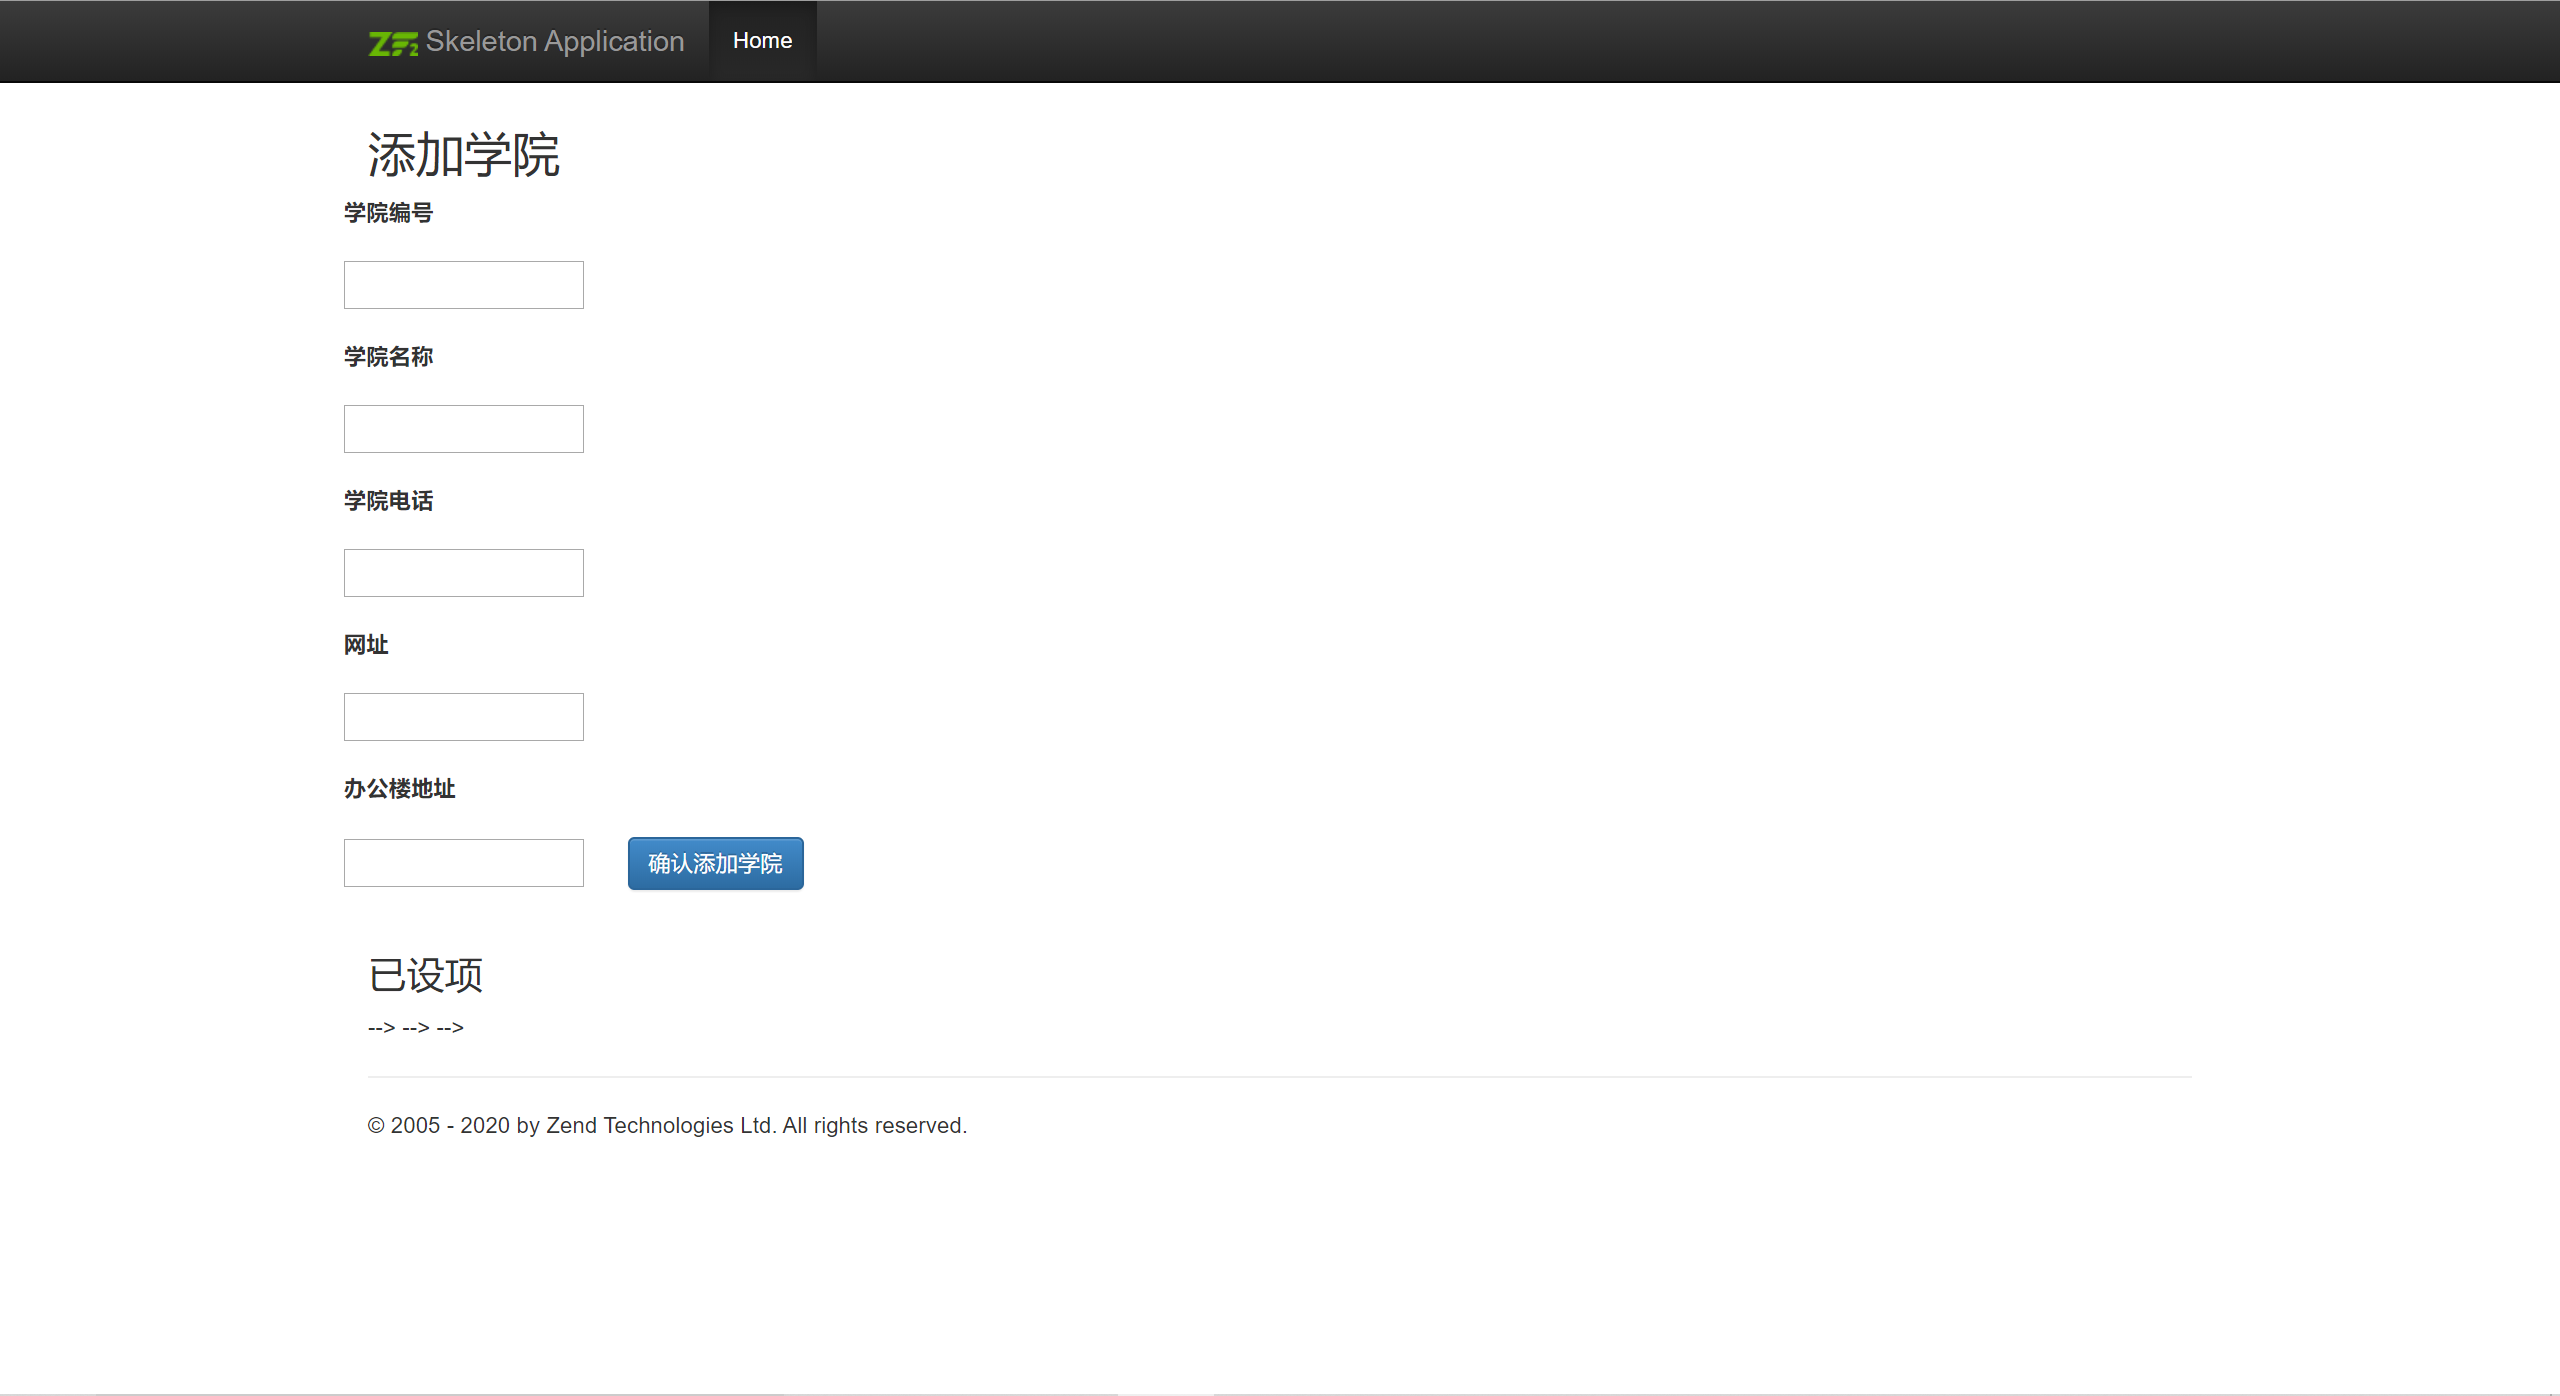 ZF2 Skeleton Application Home
添加学院
学院编号
学院名称
学院电话
网址
办公楼地址
确认添加学院
已设项
--> --> -->
© 2005 - 2020 by Zend Technologies Ltd. All rights reserved.